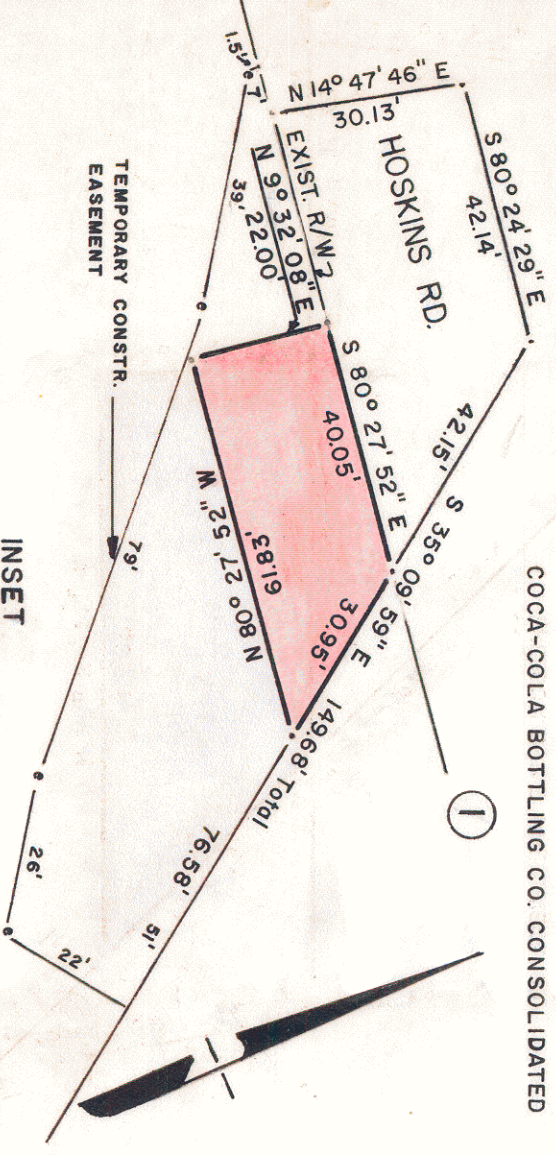 COCA-COLA BOTTLING CO. CONSOLIDATED
1
S 80° 24' 29" E
42.14'
N 14° 47' 46" E
30.13'
HOSKINS RD.
EXIST. R/W
N 9° 32' 08" E
22.00'
39'
7'
S 80° 27' 52" E
40.05'
42.15'
S 35° 09' 59" E
149.68' Total
30.95'
61.83'
N 80° 27' 52" W
76.58'
51'
22'
26'
79'
TEMPORARY CONSTR.
EASEMENT
INSET